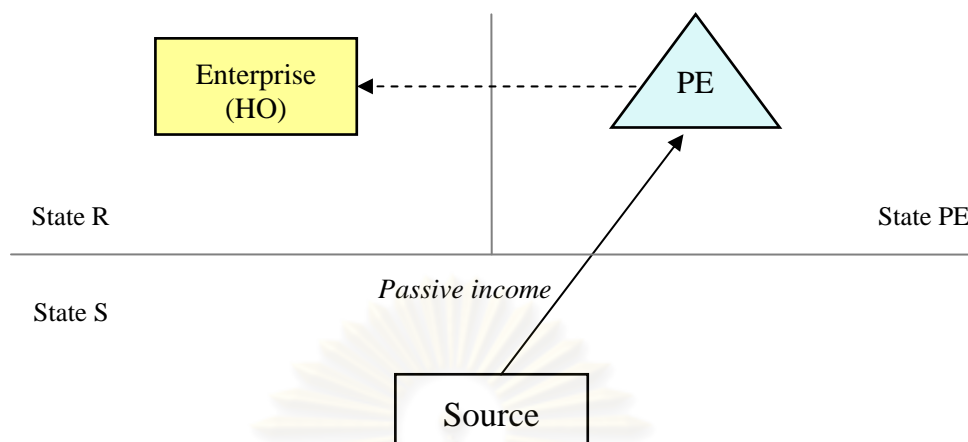 Enterprise
(HO)
PE
State R
State PE
Passive income
State S
Source